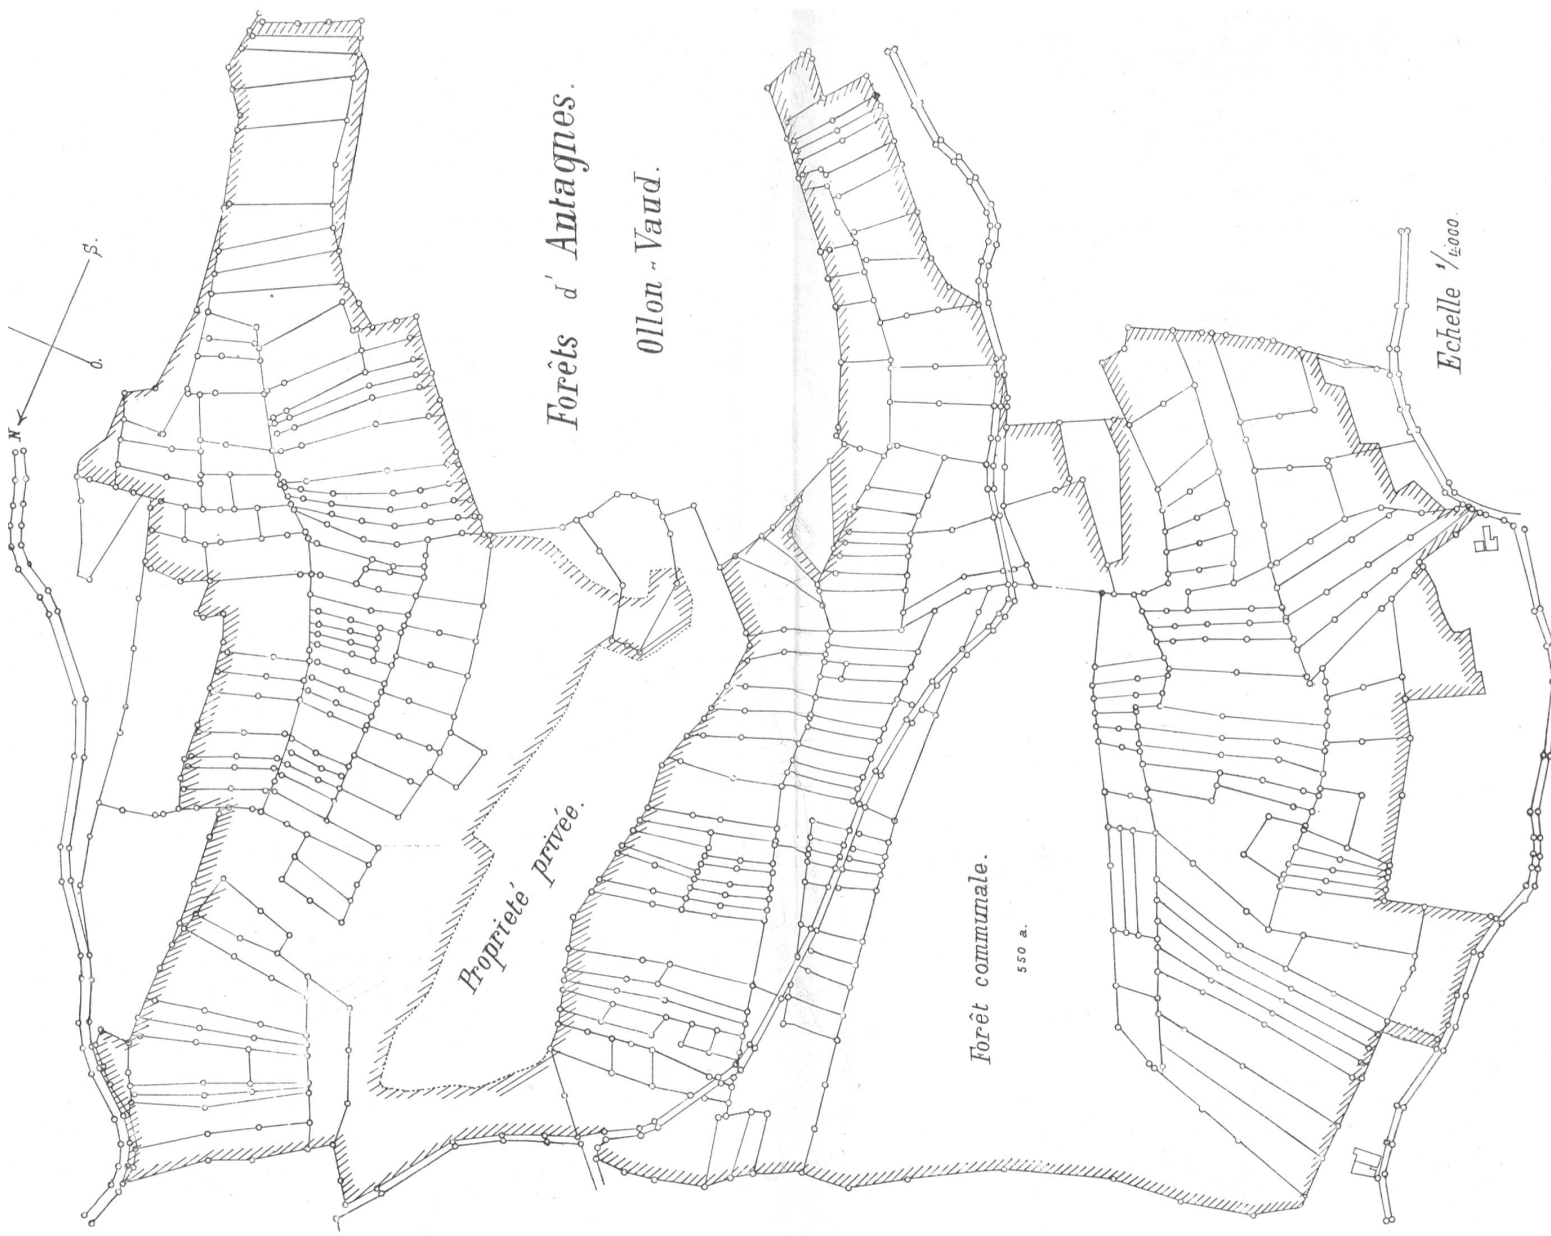 Forêts d' Antagnes.
Ollon - Vaud.
Echelle 1/4000.
Propriété privée.
Forêt communale.
550 a.
N
S.
O.